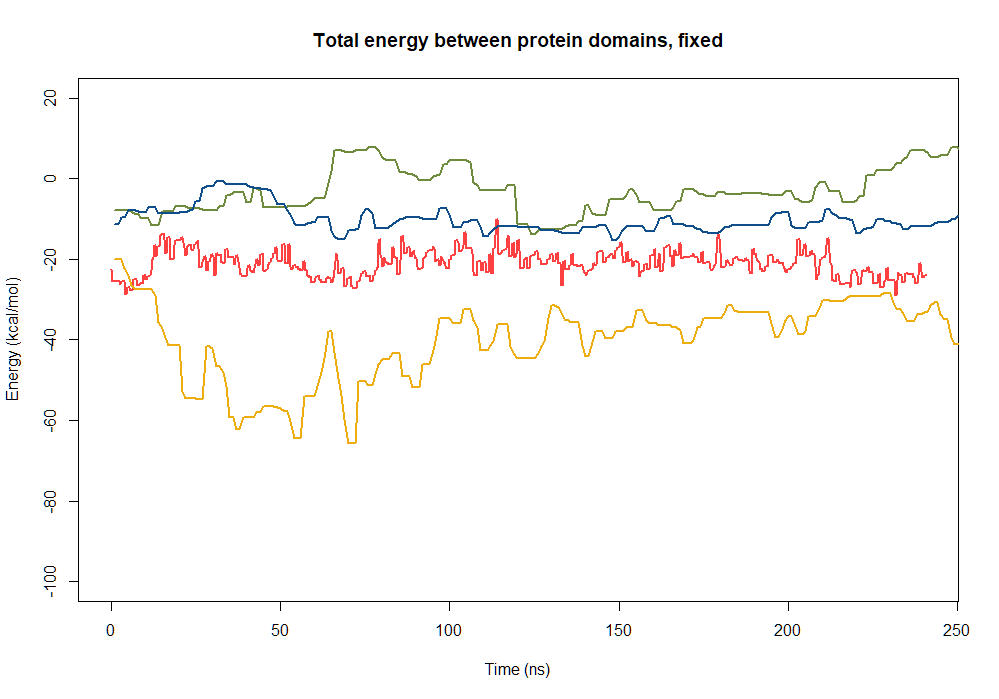 Total energy between protein domains, fixed
Energy (kcal/mol)
20
0
-20
-40
-60
-80
-100
0 50 100 150 200 250
Time (ns)